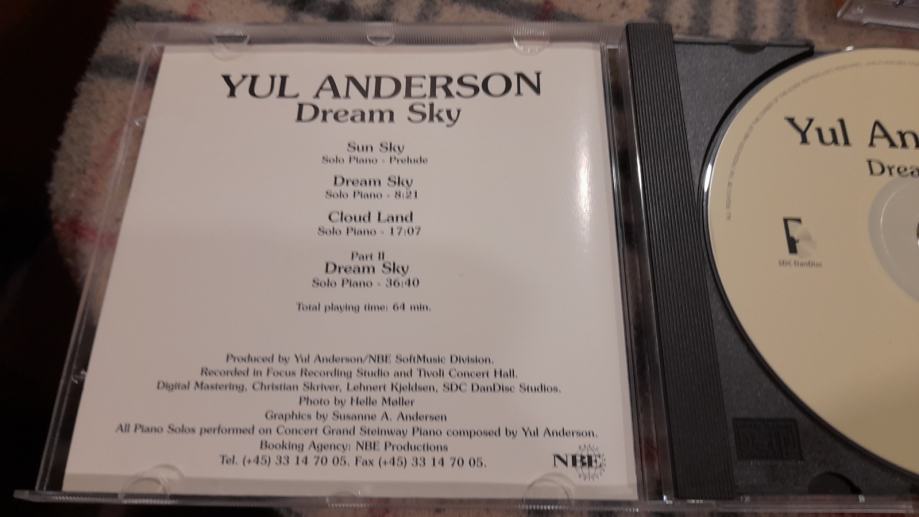 YUL ANDERSON
Dream Sky
Sun Sky
Solo Piano - Prelude
Dream Sky
Solo Piano - 8:21
Cloud Land
Solo Piano - 17:07
Part II
Dream Sky
Solo Piano - 36:40
Total playing time: 64 min.
Produced by Yul Anderson/NBE SoftMusic Division.
Recorded in Focus Recording Studio and Tivoli Concert Hall.
Digital Mastering, Christian Skriver, Lehnert Kjeldsen, SDC DanDisc Studios.
Photo by Helle Møller
Graphics by Susanne A. Andersen
All Piano Solos performed on Concert Grand Steinway Piano composed by Yul Anderson.
Booking Agency: NBE Productions
Tel. (+45) 33 14 70 05. Fax (+45) 33 14 70 05.
NBE
Yul An
Drea
SDC DanDisc